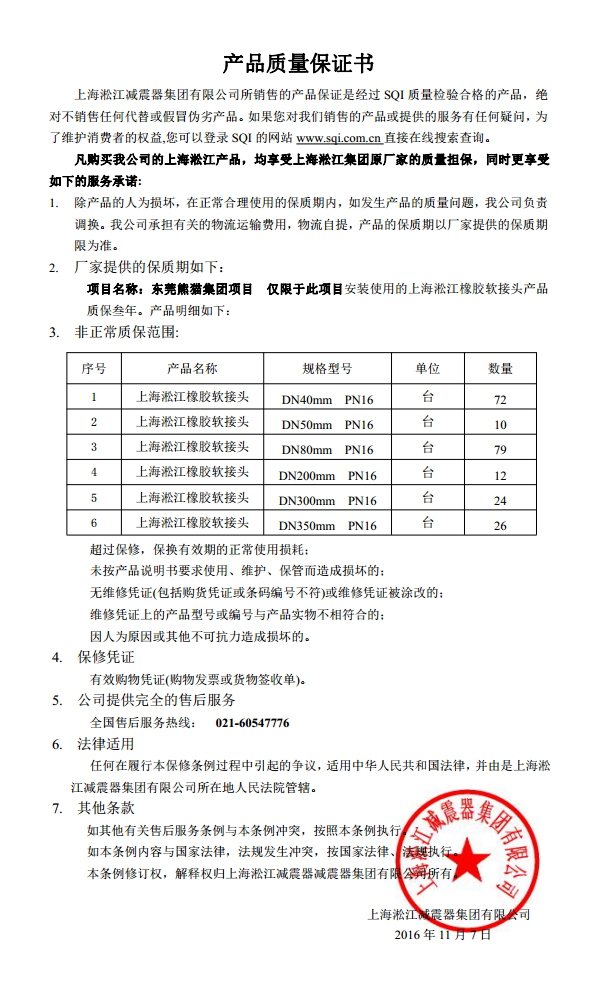 产品质量保证书
上海淞江减震器集团有限公司所销售的产品保证是经过 SQI 质量检验合格的产品，绝
对不销售任何代替或假冒伪劣产品。如果您对我们销售的产品或提供的服务有任何疑问，为
了维护消费者的权益,您可以登录 SQI 的网站 www.sqi.com.cn 直接在线搜索查询。
凡购买我公司的上海淞江产品，均享受上海淞江集团原厂家的质量担保，同时更享受
如下的服务承诺:
1. 除产品的人为损坏，在正常合理使用的保质期内，如发生产品的质量问题，我公司负责
调换。我公司承担有关的物流运输费用，物流自提，产品的保质期以厂家提供的保质期
限为准。
2. 厂家提供的保质期如下：
项目名称：东莞熊猫集团项目 仅限于此项目安装使用的上海淞江橡胶软接头产品
质保叁年。产品明细如下：
3. 非正常质保范围:
序号 产品名称 规格型号 单位 数量
1 上海淞江橡胶软接头 DN40mm PN16 台 72
2 上海淞江橡胶软接头 DN50mm PN16 台 10
3 上海淞江橡胶软接头 DN80mm PN16 台 79
4 上海淞江橡胶软接头 DN200mm PN16 台 12
5 上海淞江橡胶软接头 DN300mm PN16 台 24
6 上海淞江橡胶软接头 DN350mm PN16 台 26
超过保修，保换有效期的正常使用损耗；
未按产品说明书要求使用、维护、保管而造成损坏的；
无维修凭证(包括购货凭证或条码编号不符)或维修凭证被涂改的；
维修凭证上的产品型号或编号与产品实物不相符合的；
因人为原因或其他不可抗力造成损坏的。
4. 保修凭证
有效购物凭证(购物发票或货物签收单)。
5. 公司提供完全的售后服务
全国售后服务热线： 021-60547776
6. 法律适用
任何在履行本保修条例过程中引起的争议，适用中华人民共和国法律，并由是上海淞
江减震器集团有限公司所在地人民法院管辖。
7. 其他条款
如其他有关售后服务条例与本条例冲突，按照本条例执行。
如本条例内容与国家法律，法规发生冲突，按国家法律、法规执行。
本条例修订权，解释权归上海淞江减震器减震器集团有限公司所有。
上海淞江减震器集团有限公司
上海淞江减震器集团有限公司
2016 年 11 月 7 日